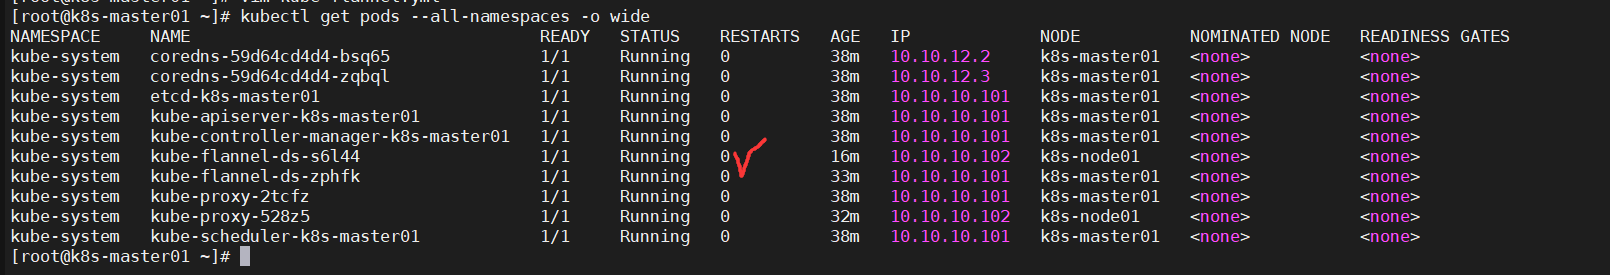 [root@k8s-master01 ~]# vim kube-flannel.yml
[root@k8s-master01 ~]# kubectl get pods --all-namespaces -o wide
NAMESPACE NAME READY STATUS RESTARTS AGE IP NODE NOMINATED NODE READINESS GATES
kube-system coredns-59d64cd4d4-bsq65 1/1 Running 0 38m 10.10.12.2 k8s-master01 <none> <none>
kube-system coredns-59d64cd4d4-zqbql 1/1 Running 0 38m 10.10.12.3 k8s-master01 <none> <none>
kube-system etcd-k8s-master01 1/1 Running 0 38m 10.10.10.101 k8s-master01 <none> <none>
kube-system kube-apiserver-k8s-master01 1/1 Running 0 38m 10.10.10.101 k8s-master01 <none> <none>
kube-system kube-controller-manager-k8s-master01 1/1 Running 0 38m 10.10.10.101 k8s-master01 <none> <none>
kube-system kube-flannel-ds-s6l44 1/1 Running 0 16m 10.10.10.102 k8s-node01 <none> <none>
kube-system kube-flannel-ds-zphfk 1/1 Running 0 33m 10.10.10.101 k8s-master01 <none> <none>
kube-system kube-proxy-2tcfz 1/1 Running 0 38m 10.10.10.101 k8s-master01 <none> <none>
kube-system kube-proxy-528z5 1/1 Running 0 32m 10.10.10.102 k8s-node01 <none> <none>
kube-system kube-scheduler-k8s-master01 1/1 Running 0 38m 10.10.10.101 k8s-master01 <none> <none>
[root@k8s-master01 ~]#